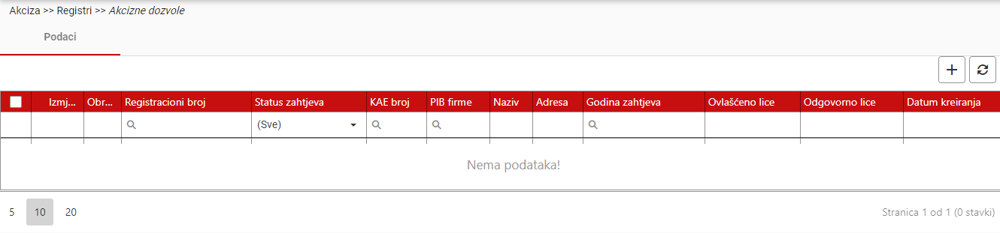 Akciza >> Registri >> Akcizne dozvole
Podaci
Izmj... Obr... Registracioni broj Status zahtjeva KAE broj PIB firme Naziv Adresa Godina zahtjeva Ovlašćeno lice Odgovorno lice Datum kreiranja
(Sve)
Nema podataka!
5 10 20 Stranica 1 od 1 (0 stavki)